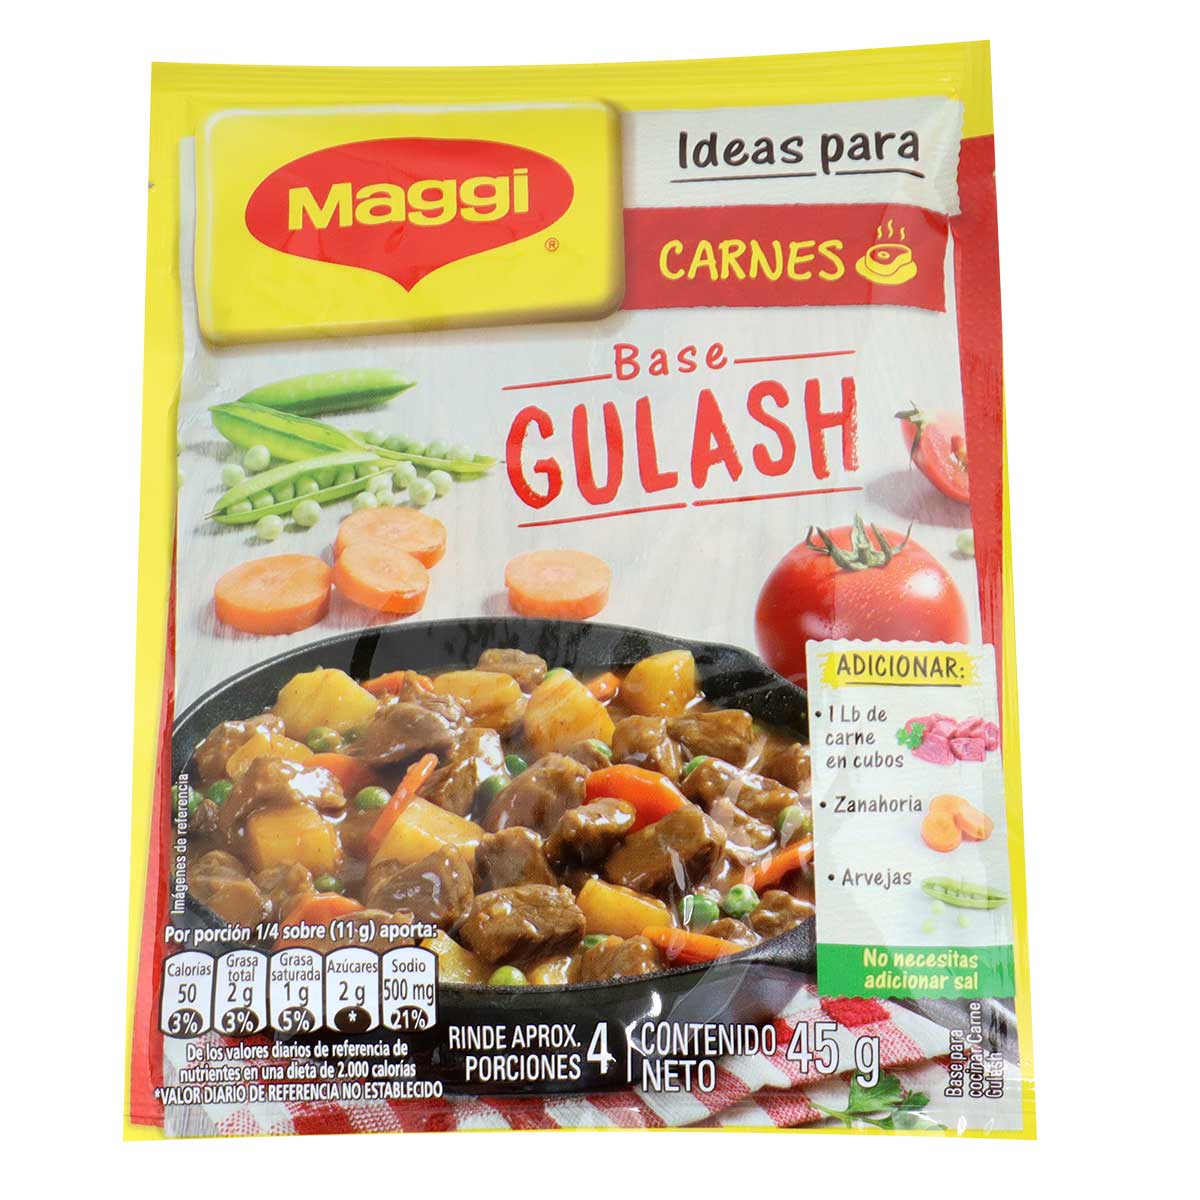 Maggi
®
Ideas para
CARNES
Base
GULASH
ADICIONAR:
• 1 Lb de
carne
en cubos
• Zanahoria
• Arvejas
No necesitas
adicionar sal
Imágenes de referencia
Por porción 1/4 sobre (11 g) aporta:
Calorías
50
3%
Grasa
total
2 g
3%
Grasa
saturada
1 g
5%
Azúcares
2 g
*
Sodio
500 mg
21%
De los valores diarios de referencia de
nutrientes en una dieta de 2.000 calorías
*VALOR DIARIO DE REFERENCIA NO ESTABLECIDO
RINDE APROX. 4
PORCIONES
CONTENIDO 45 g
NETO
Base para
cocinar Carne
Gulash